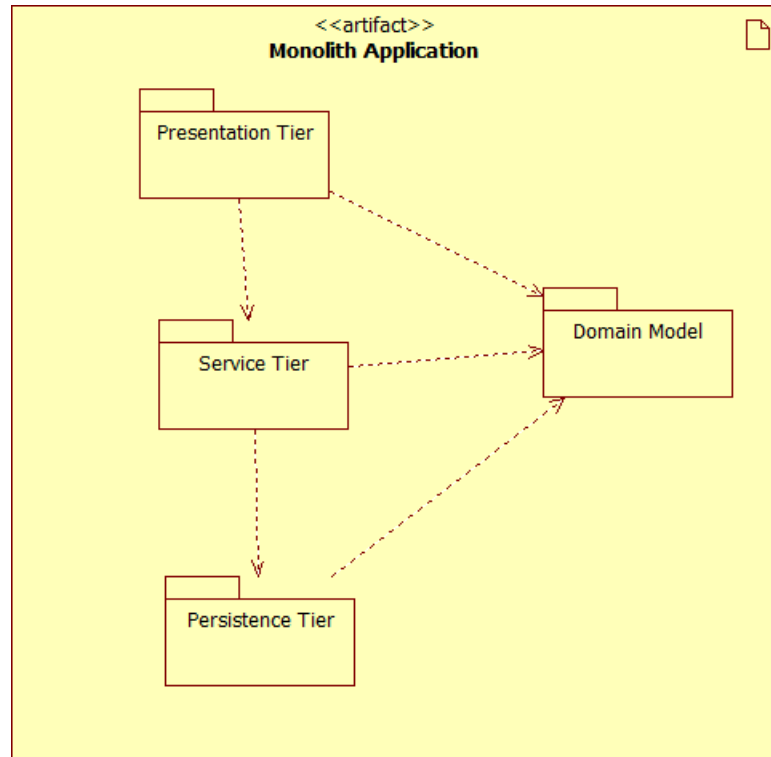 <<artifact>>
Monolith Application
Presentation Tier
Service Tier
Domain Model
Persistence Tier